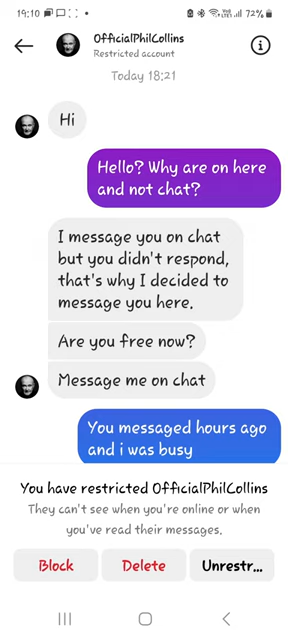 19:10
72%
OfficialPhilCollins
Restricted account
Today 18:21
Hi
Hello? Why are on here
and not chat?
I message you on chat
but you didn't respond,
that's why I decided to
message you here.
Are you free now?
Message me on chat
You messaged hours ago
and i was busy
You have restricted OfficialPhilCollins
They can't see when you're online or when
you've read their messages.
Block
Delete
Unrestr...